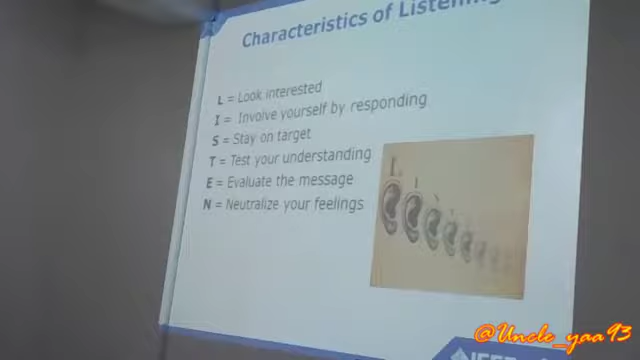 Characteristics of Listening
L = Look interested
I = Involve yourself by responding
S = Stay on target
T = Test your understanding
E = Evaluate the message
N = Neutralize your feelings
@Uncle_yaa93